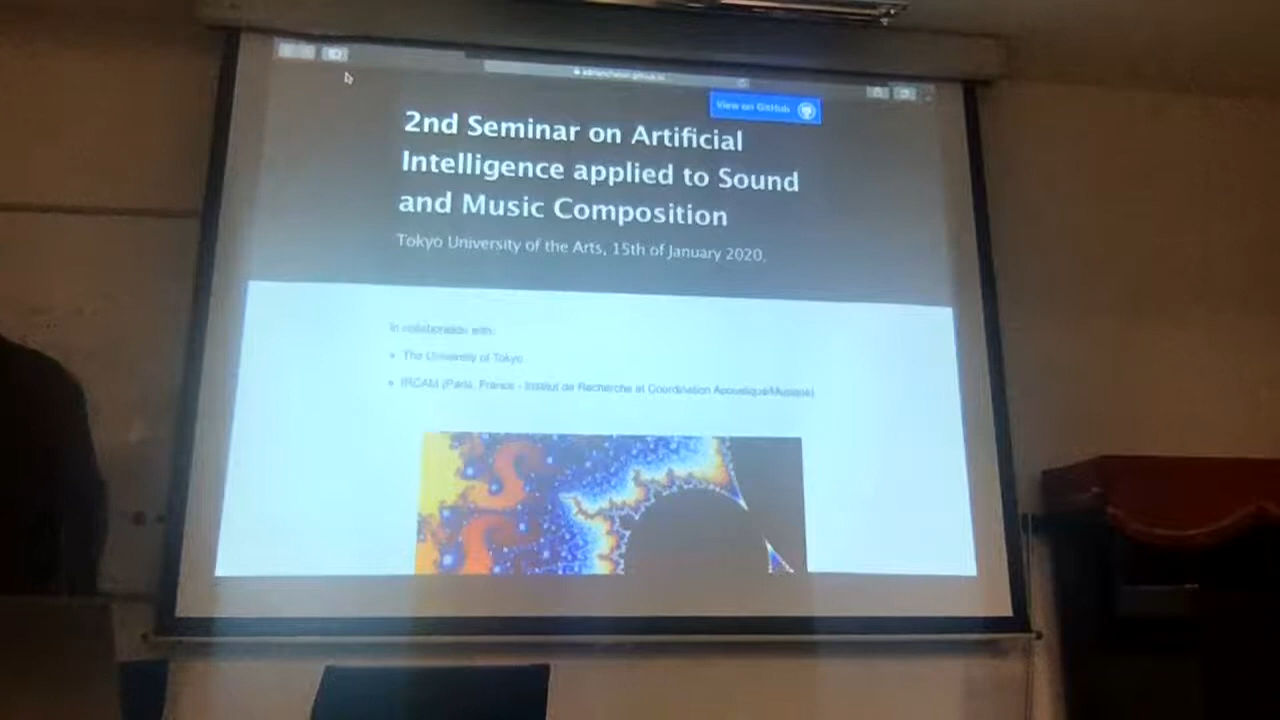 View on GitHub
2nd Seminar on Artificial
Intelligence applied to Sound
and Music Composition
Tokyo University of the Arts, 15th of January 2020.
In collaboration with:
The University of Tokyo
IRCAM (Paris, France - Institut de Recherche et Coordination Acoustique/Musique)